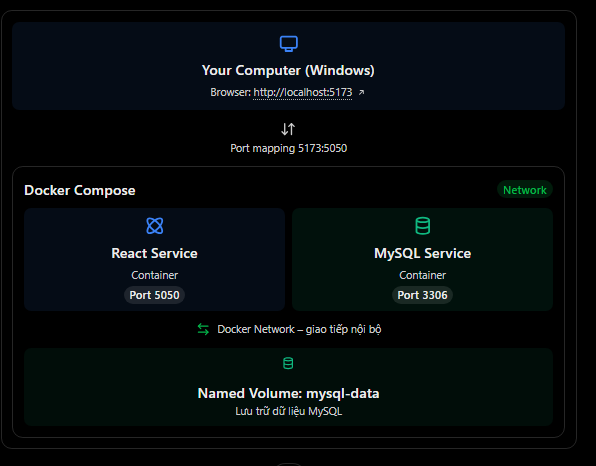 Your Computer (Windows)
Browser: http://localhost:5173
Port mapping 5173:5050
Docker Compose
Network
React Service
Container
Port 5050
MySQL Service
Container
Port 3306
Docker Network – giao tiếp nội bộ
Named Volume: mysql-data
Lưu trữ dữ liệu MySQL